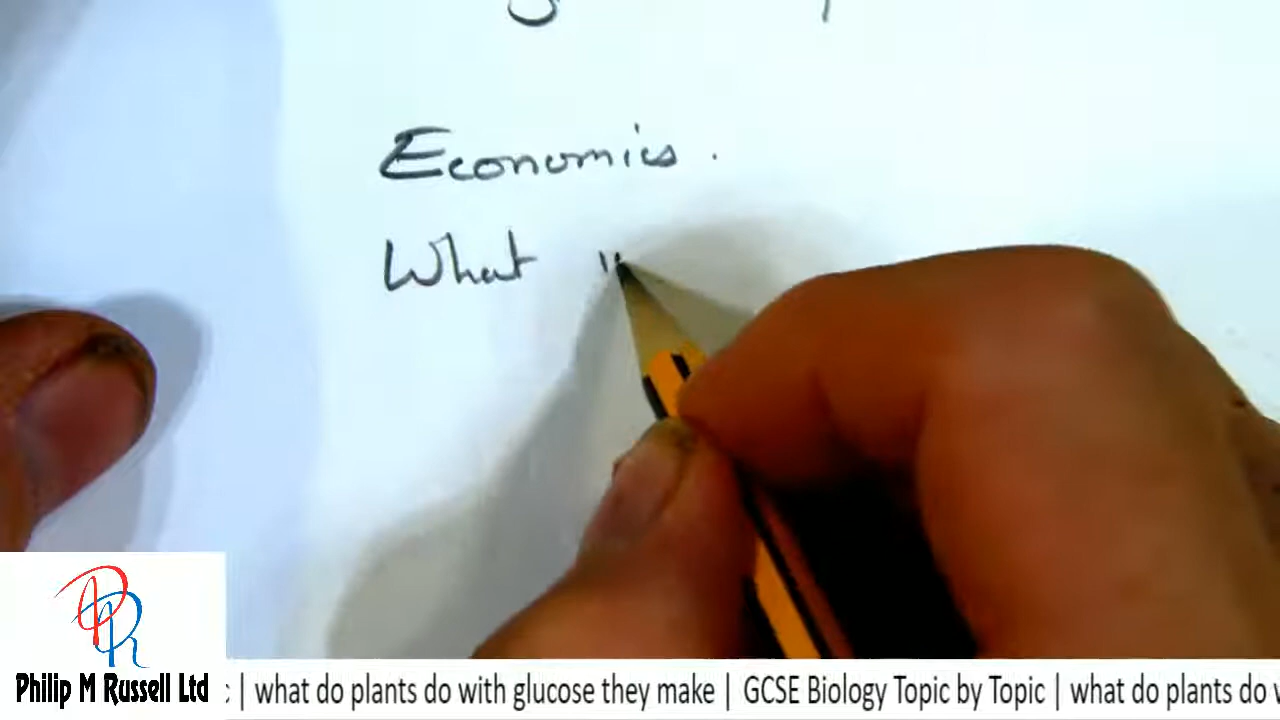 Economics.
What "
Philip M Russell Ltd
c | what do plants do with glucose they make | GCSE Biology Topic by Topic | what do plants do w